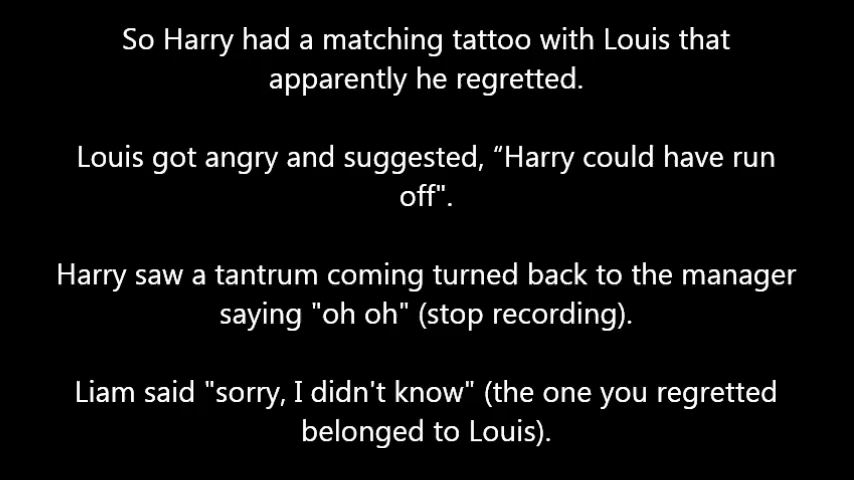 So Harry had a matching tattoo with Louis that
apparently he regretted.
Louis got angry and suggested, “Harry could have run
off".
Harry saw a tantrum coming turned back to the manager
saying "oh oh" (stop recording).
Liam said "sorry, I didn't know" (the one you regretted
belonged to Louis).